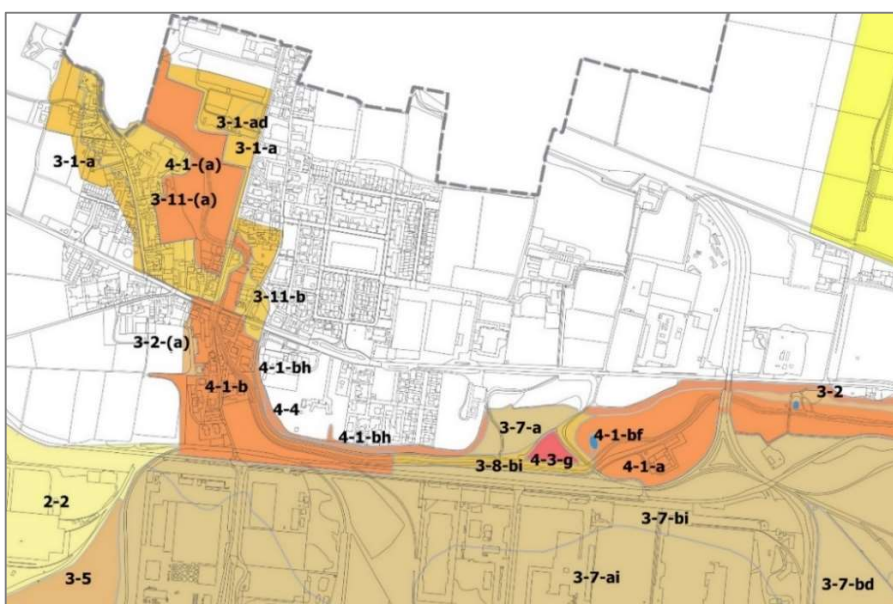 3-1-ad
3-1-a
3-1-a
4-1-(a)
3-11-(a)
3-11-b
3-2-(a)
4-1-bh
4-1-b
3-2
4-4
3-7-a
4-1-bh
4-1-bf
3-8-bi
4-3-g
4-1-a
2-2
3-7-bi
3-5
3-7-ai
3-7-bd